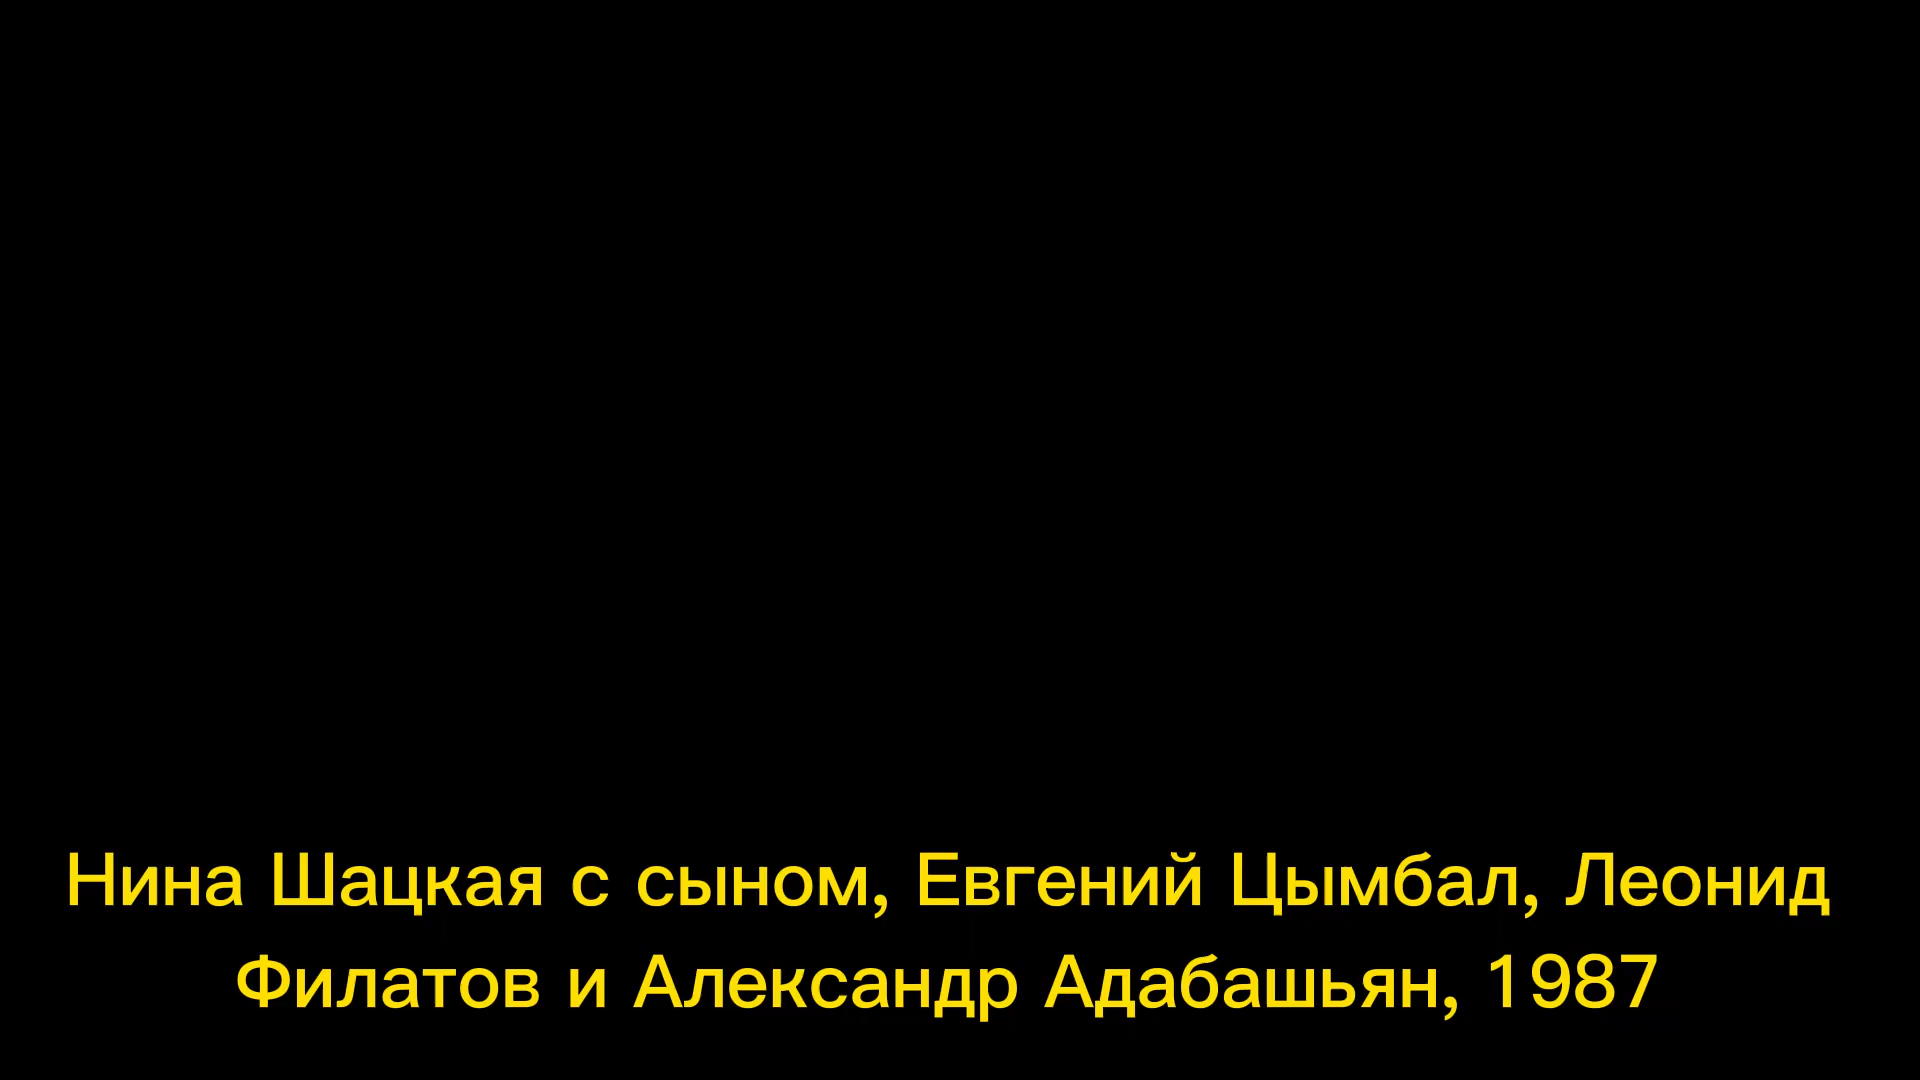 Нина Шацкая с сыном, Евгений Цымбал, Леонид
Филатов и Александр Адабашьян, 1987